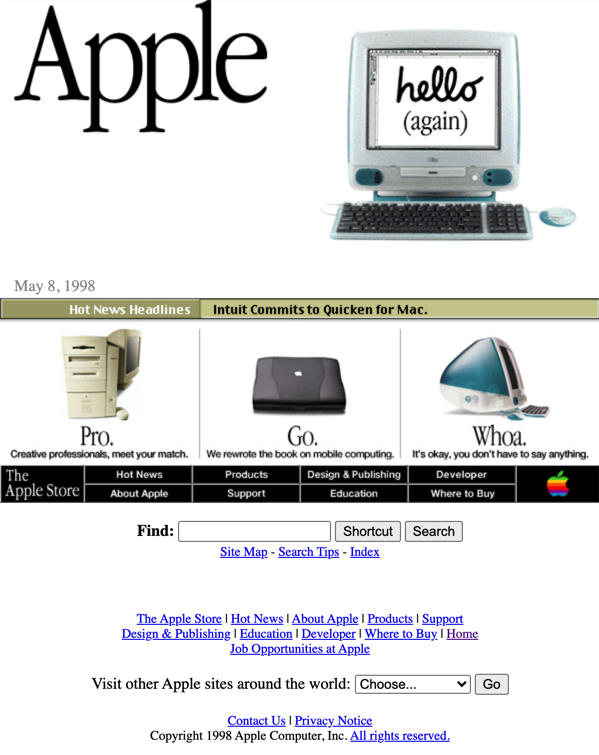 Apple
hello
(again)
May 8, 1998
Hot News Headlines Intuit Commits to Quicken for Mac.
Pro. Go. Whoa.
Creative professionals, meet your match. We rewrote the book on mobile computing. It's okay, you don't have to say anything.
The Apple Store
Hot News Products Design & Publishing Developer
About Apple Support Education Where to Buy
Find: Shortcut Search
Site Map - Search Tips - Index
The Apple Store | Hot News | About Apple | Products | Support
Design & Publishing | Education | Developer | Where to Buy | Home
Job Opportunities at Apple
Visit other Apple sites around the world: Choose... Go
Contact Us | Privacy Notice
Copyright 1998 Apple Computer, Inc. All rights reserved.